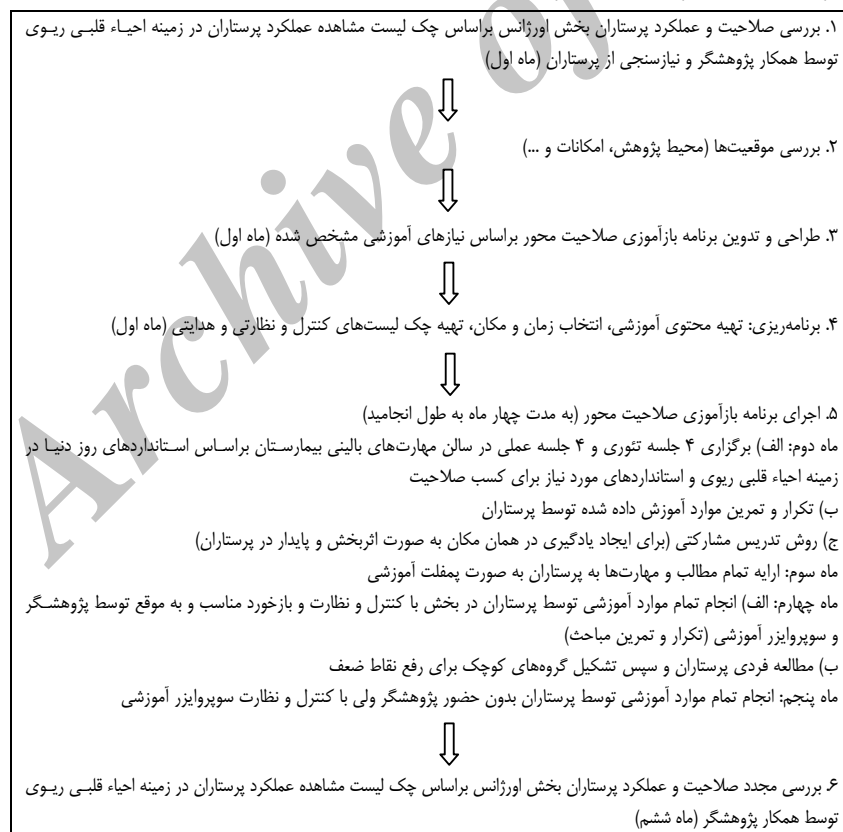 ۱. بررسی صلاحیت و عملکرد پرستاران بخش اورژانس براساس چک لیست مشاهده عملکرد پرستاران در زمینه احیاء قلبی ریوی
توسط همکار پژوهشگر و نیازسنجی از پرستاران (ماه اول)
۲. بررسی موقعیت‌ها (محیط پژوهش، امکانات و ...)
۳. طراحی و تدوین برنامه بازآموزی صلاحیت محور براساس نیازهای آموزشی مشخص شده (ماه اول)
۴. برنامه‌ریزی: تهیه محتوی آموزشی، انتخاب زمان و مکان، تهیه چک لیست‌های کنترل و نظارتی و هدایتی (ماه اول)
۵. اجرای برنامه بازآموزی صلاحیت محور (به مدت چهار ماه به طول انجامید)
ماه دوم: الف) برگزاری ۴ جلسه تئوری و ۴ جلسه عملی در سالن مهارت‌های بالینی بیمارستان براساس استانداردهای روز دنیا در
زمینه احیاء قلبی ریوی و استانداردهای مورد نیاز برای کسب صلاحیت
ب) تکرار و تمرین موارد آموزش داده شده توسط پرستاران
ج) روش تدریس مشارکتی (برای ایجاد یادگیری در همان مکان به صورت اثربخش و پایدار در پرستاران)
ماه سوم: ارایه تمام مطالب و مهارت‌ها به پرستاران به صورت پمفلت آموزشی
ماه چهارم: الف) انجام تمام موارد آموزشی توسط پرستاران در بخش با کنترل و نظارت و بازخورد مناسب و به موقع توسط پژوهشگر
و سوپروایزر آموزشی (تکرار و تمرین مباحث)
ب) مطالعه فردی پرستاران و سپس تشکیل گروه‌های کوچک برای رفع نقاط ضعف
ماه پنجم: انجام تمام موارد آموزشی توسط پرستاران بدون حضور پژوهشگر ولی با کنترل و نظارت سوپروایزر آموزشی
۶. بررسی مجدد صلاحیت و عملکرد پرستاران بخش اورژانس براساس چک لیست مشاهده عملکرد پرستاران در زمینه احیاء قلبی ریوی
توسط همکار پژوهشگر (ماه ششم)
Archive of